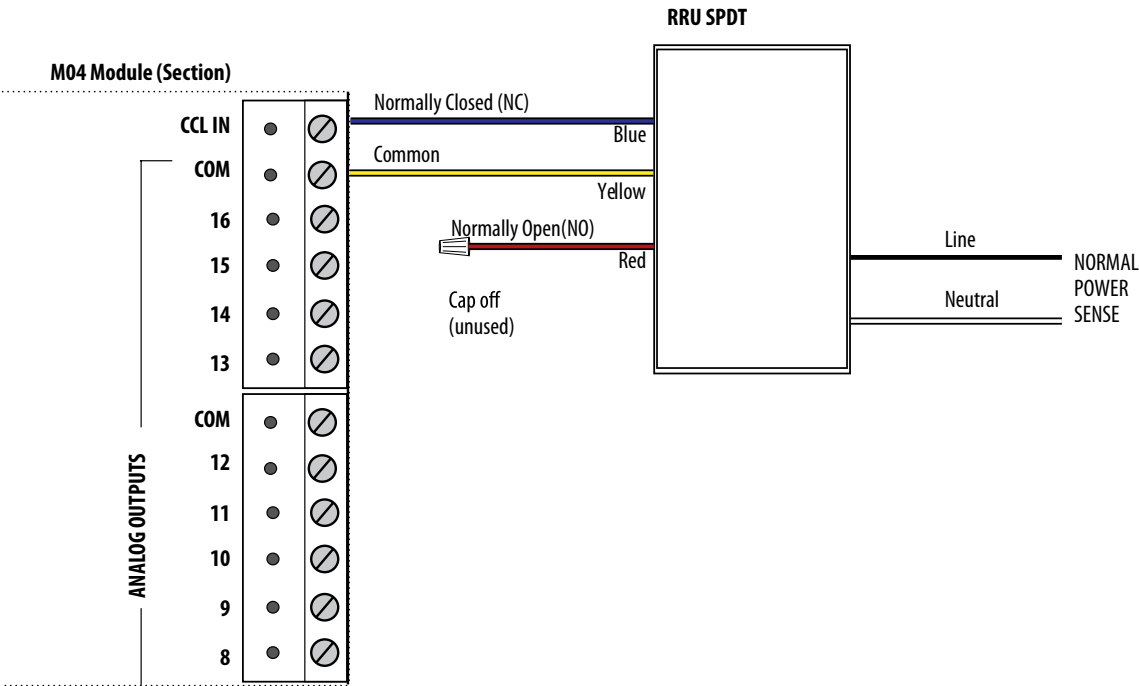 RRU SPDT
M04 Module (Section)
CCL IN
COM
16
15
14
13
COM
12
11
10
9
8
ANALOG OUTPUTS
Normally Closed (NC)
Blue
Common
Yellow
Normally Open(NO)
Red
Cap off
(unused)
Line
Neutral
NORMAL
POWER
SENSE